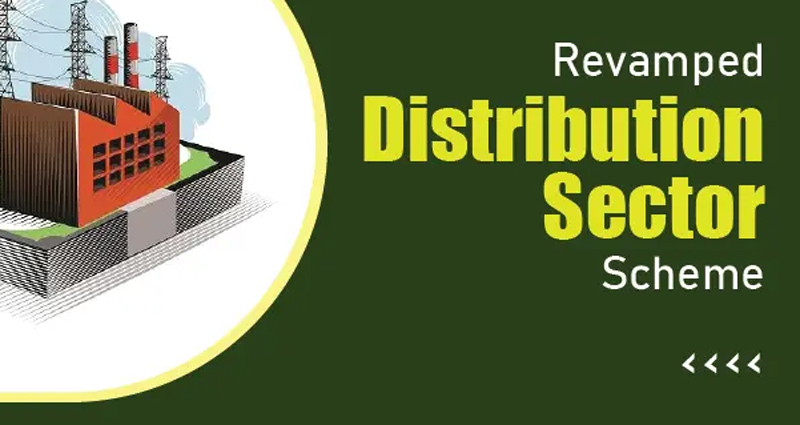 Revamped
Distribution
Sector
Scheme